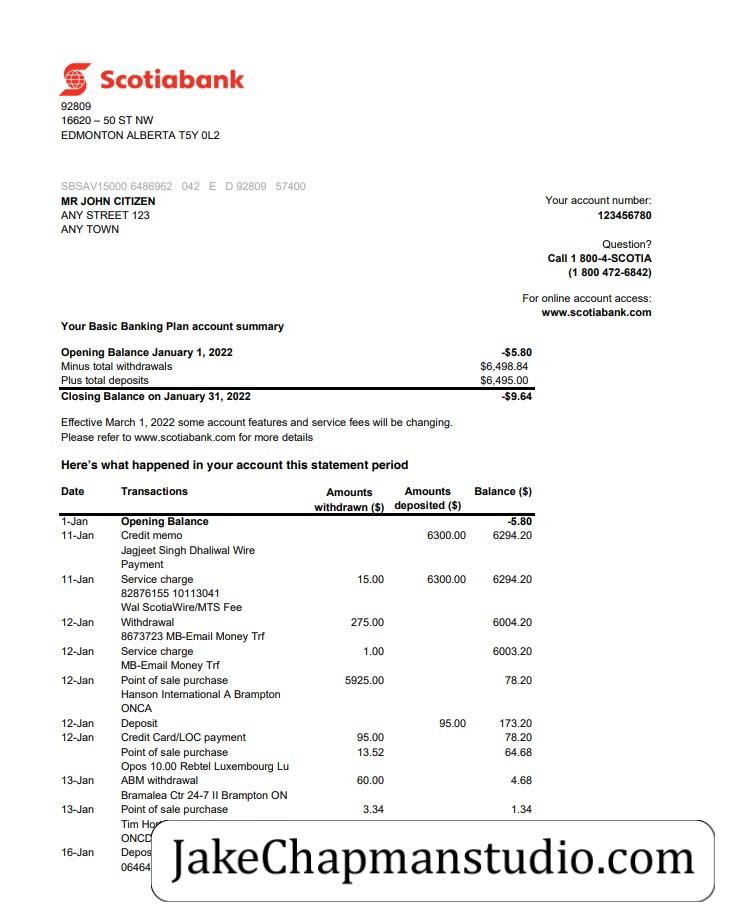 Scotiabank
92809
16620 – 50 ST NW
EDMONTON ALBERTA T5Y 0L2
SBSAV15000 6486962 042 E D 92809 57400
MR JOHN CITIZEN
ANY STREET 123
ANY TOWN
Your account number:
123456780
Question?
Call 1 800-4-SCOTIA
(1 800 472-6842)
For online account access:
www.scotiabank.com
Your Basic Banking Plan account summary
Opening Balance January 1, 2022 -$5.80
Minus total withdrawals $6,498.84
Plus total deposits $6,495.00
Closing Balance on January 31, 2022 -$9.64
Effective March 1, 2022 some account features and service fees will be changing.
Please refer to www.scotiabank.com for more details
Here's what happened in your account this statement period
Date Transactions Amounts withdrawn ($) Amounts deposited ($) Balance ($)
1-Jan Opening Balance -5.80
11-Jan Credit memo 6300.00 6294.20
Jagjeet Singh Dhaliwal Wire
Payment
11-Jan Service charge 15.00 6300.00 6294.20
82876155 10113041
Wal ScotiaWire/MTS Fee
12-Jan Withdrawal 275.00 6004.20
8673723 MB-Email Money Trf
12-Jan Service charge 1.00 6003.20
MB-Email Money Trf
12-Jan Point of sale purchase 5925.00 78.20
Hanson International A Brampton
ONCA
12-Jan Deposit 95.00 173.20
12-Jan Credit Card/LOC payment 95.00 78.20
Point of sale purchase 13.52 64.68
Opos 10.00 Rebtel Luxembourg Lu
13-Jan ABM withdrawal 60.00 4.68
Bramalea Ctr 24-7 II Brampton ON
13-Jan Point of sale purchase 3.34 1.34
Tim
16-Jan
JakeChapmanstudio.com